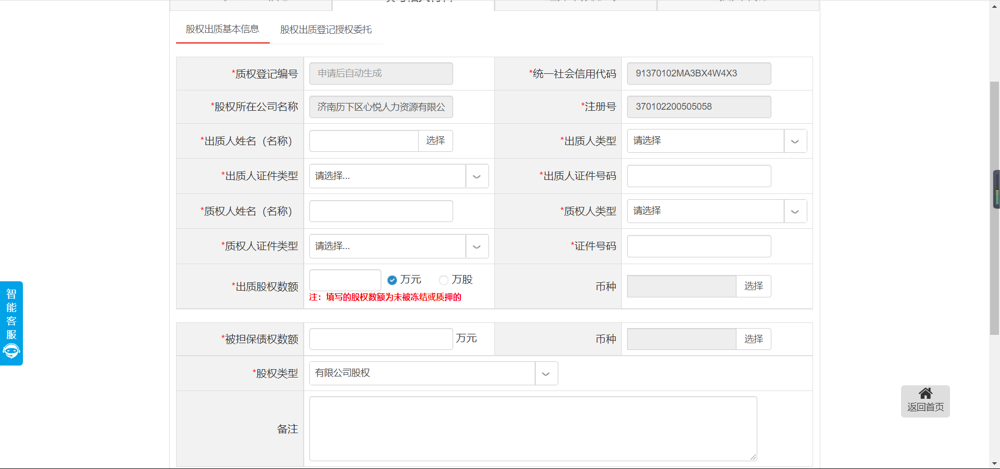 股权出质基本信息 股权出质登记授权委托
*质权登记编号 申请后自动生成 *统一社会信用代码 91370102MA3BX4W4X3
*股权所在公司名称 济南历下区心悦人力资源有限公 *注册号 370102200505058
*出质人姓名（名称） 选择 *出质人类型 请选择
*出质人证件类型 请选择... *出质人证件号码
*质权人姓名（名称） *质权人类型 请选择
*质权人证件类型 请选择... *证件号码
*出质股权数额 万元 万股 币种 选择
注：填写的股权数额为未被冻结或质押的
*被担保债权数额 万元 币种 选择
*股权类型 有限公司股权
备注
智能客服
返回首页